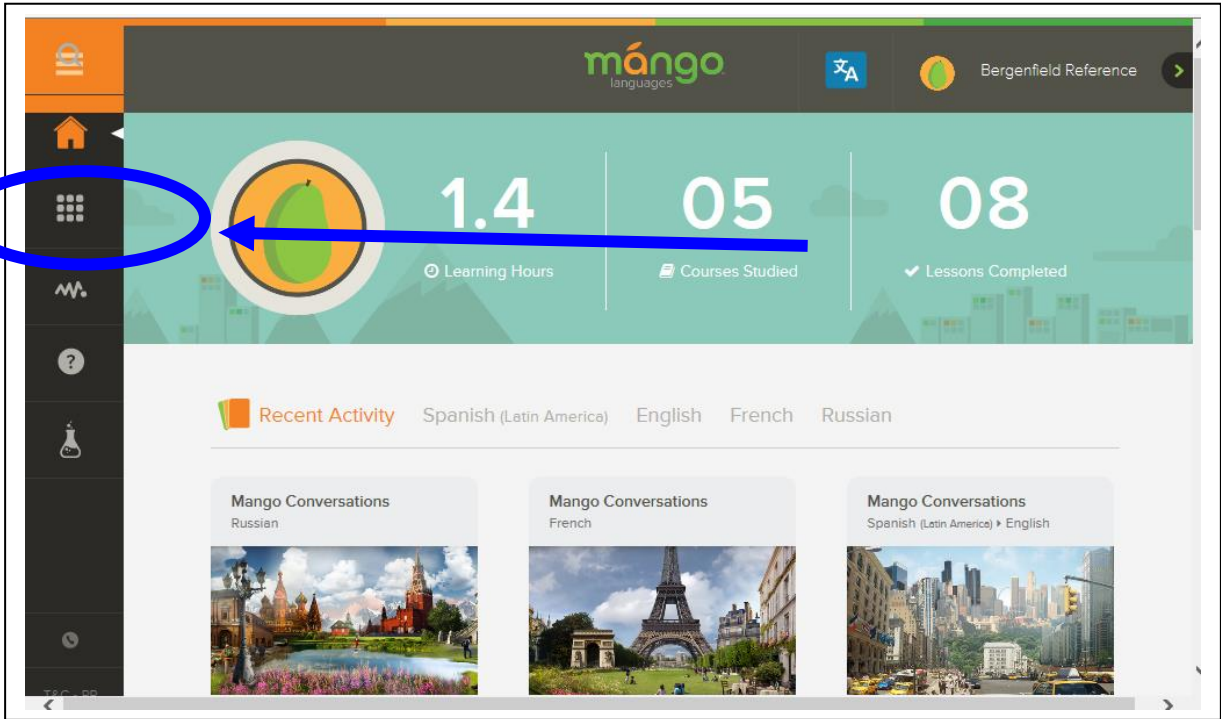 mángo
languages
Bergenfield Reference
1.4
05
08
Learning Hours
Courses Studied
Lessons Completed
Recent Activity Spanish (Latin America) English French Russian
Mango Conversations
Russian
Mango Conversations
French
Mango Conversations
Spanish (Latin America) ▸ English